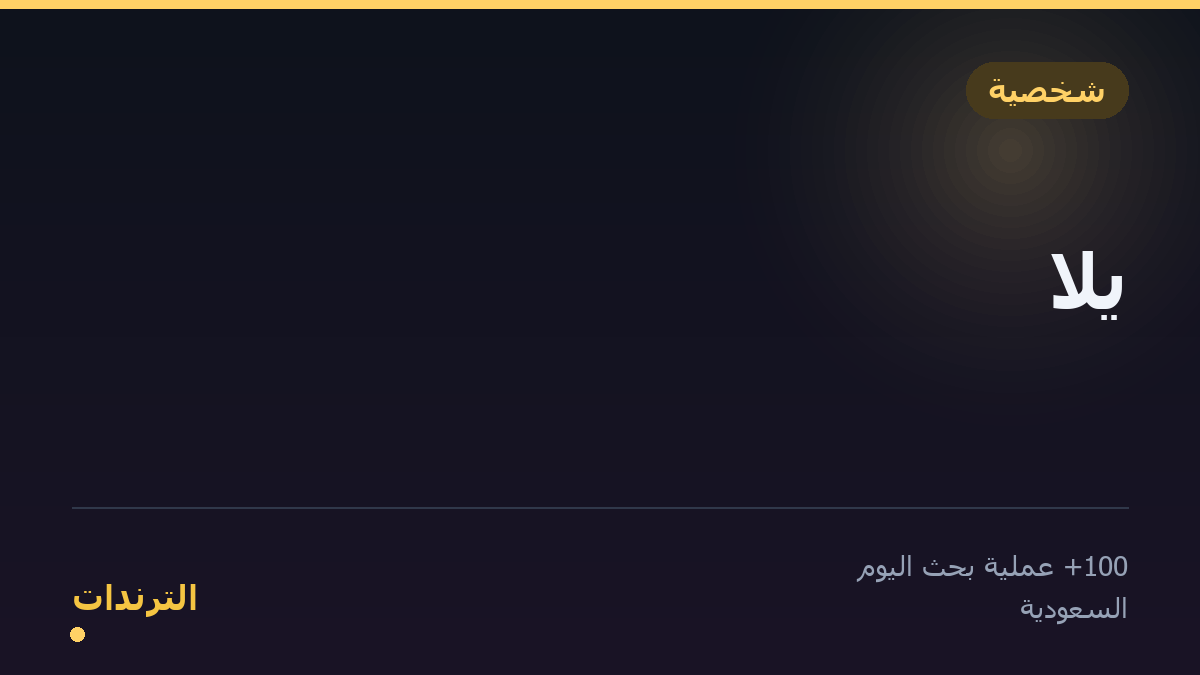 شخصية
يلا
100+ عملية بحث اليوم
السعودية
الترندات